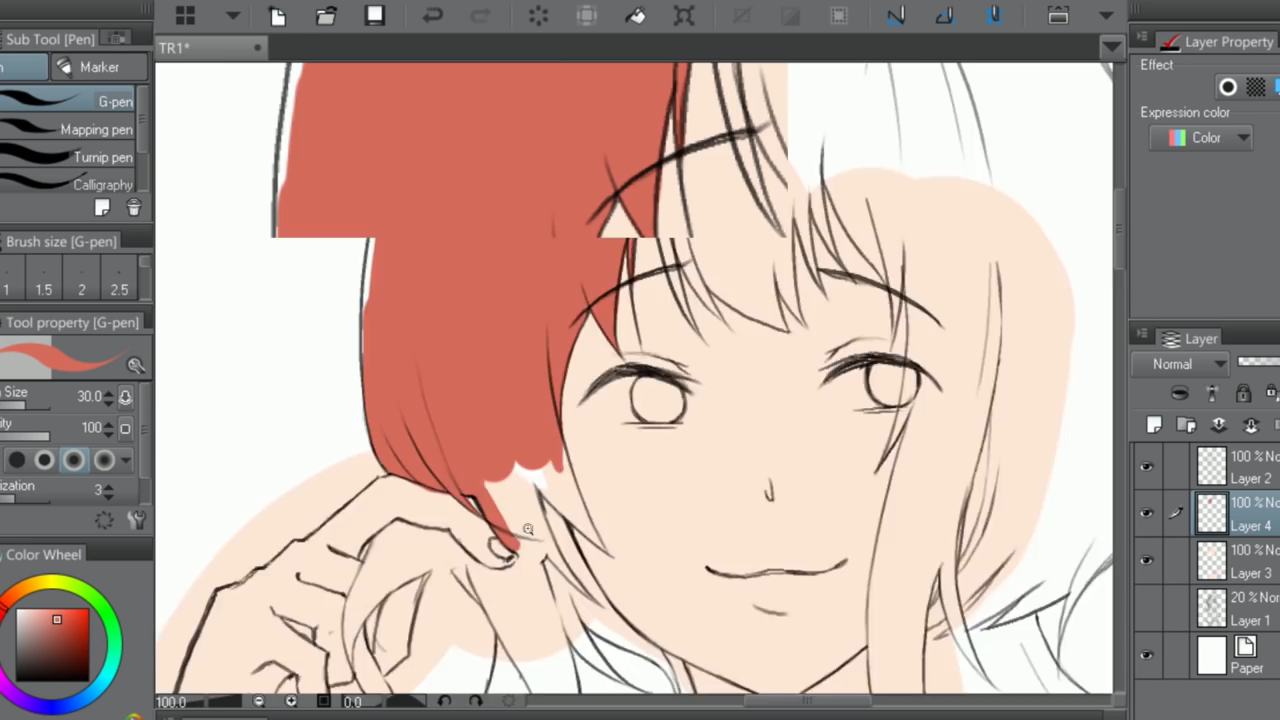 Sub Tool [Pen]
TR1*
Layer Property
Marker
Effect
G-pen
Mapping pen
Turnip pen
Calligraphy
Expression color
Color
Brush size [G-pen]
1 1.5 2 2.5
Tool property [G-pen]
Size 30.0
100
3
Color Wheel
Layer
Normal
100 % No
Layer 2
100 % No
Layer 4
100 % No
Layer 3
20 % Nor
Layer 1
Paper
100.0
0.0